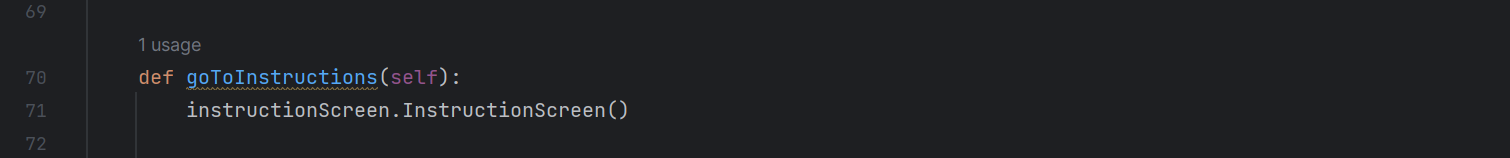 69
1 usage
70 def goToInstructions(self):
71 instructionScreen.InstructionScreen()
72